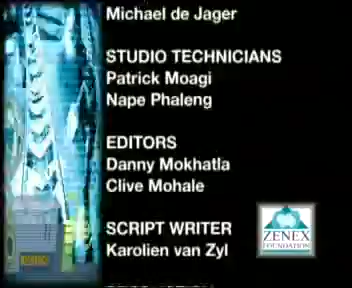 Michael de Jager
STUDIO TECHNICIANS
Patrick Moagi
Nape Phaleng
EDITORS
Danny Mokhatla
Clive Mohale
SCRIPT WRITER
Karolien van Zyl
ZENEX
FOUNDATION